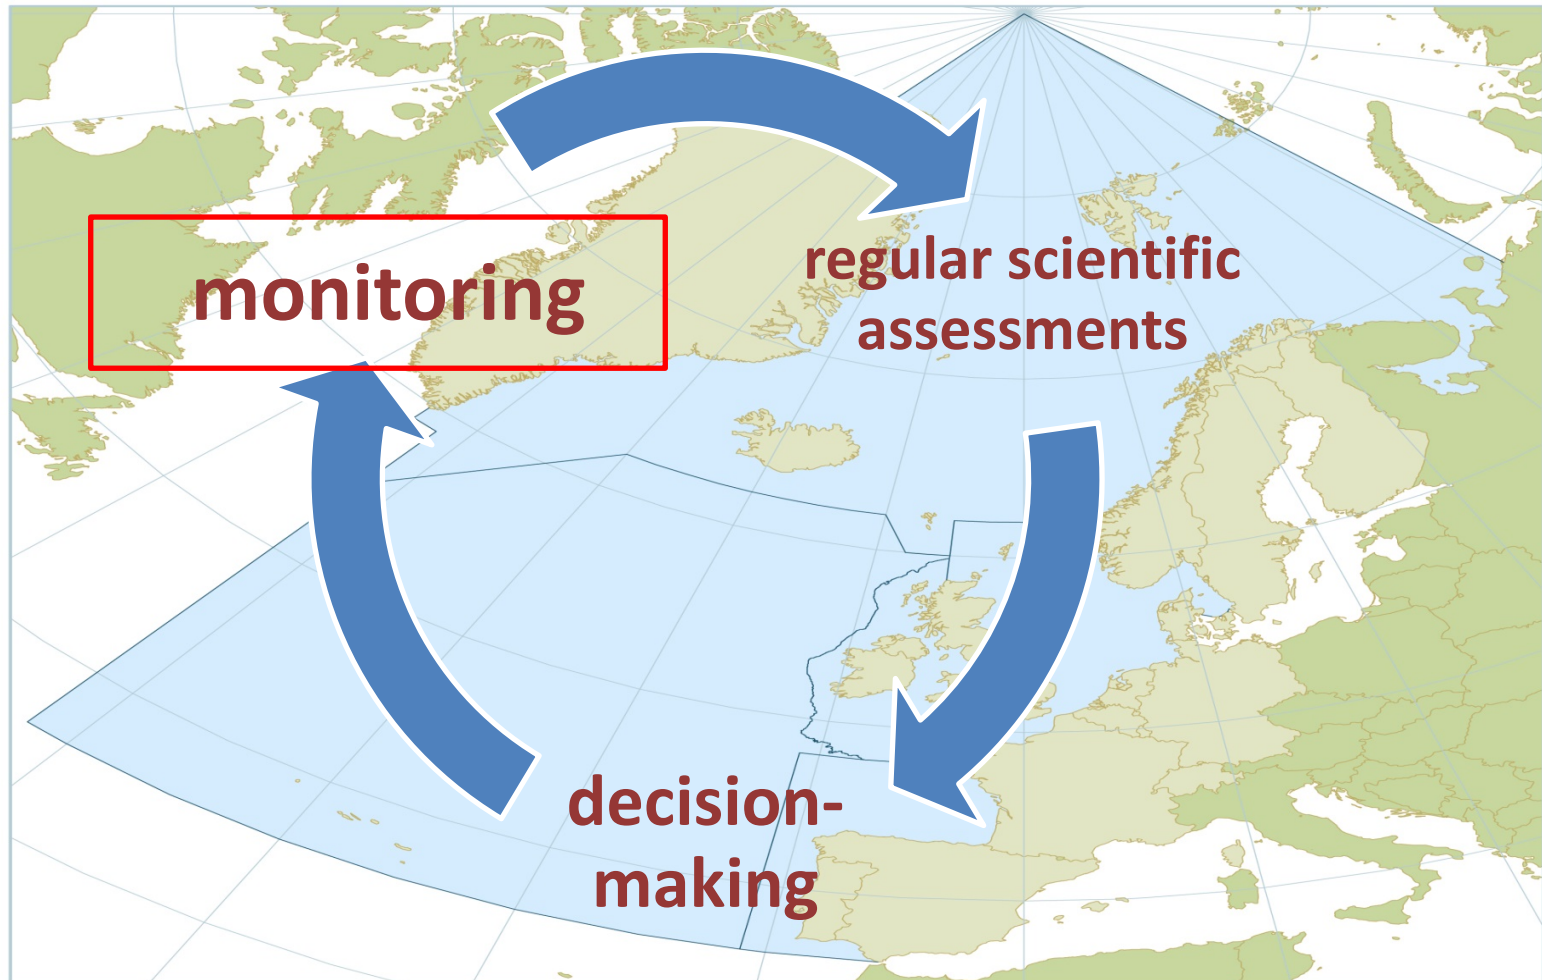 monitoring
regular scientific
assessments
decision-
making